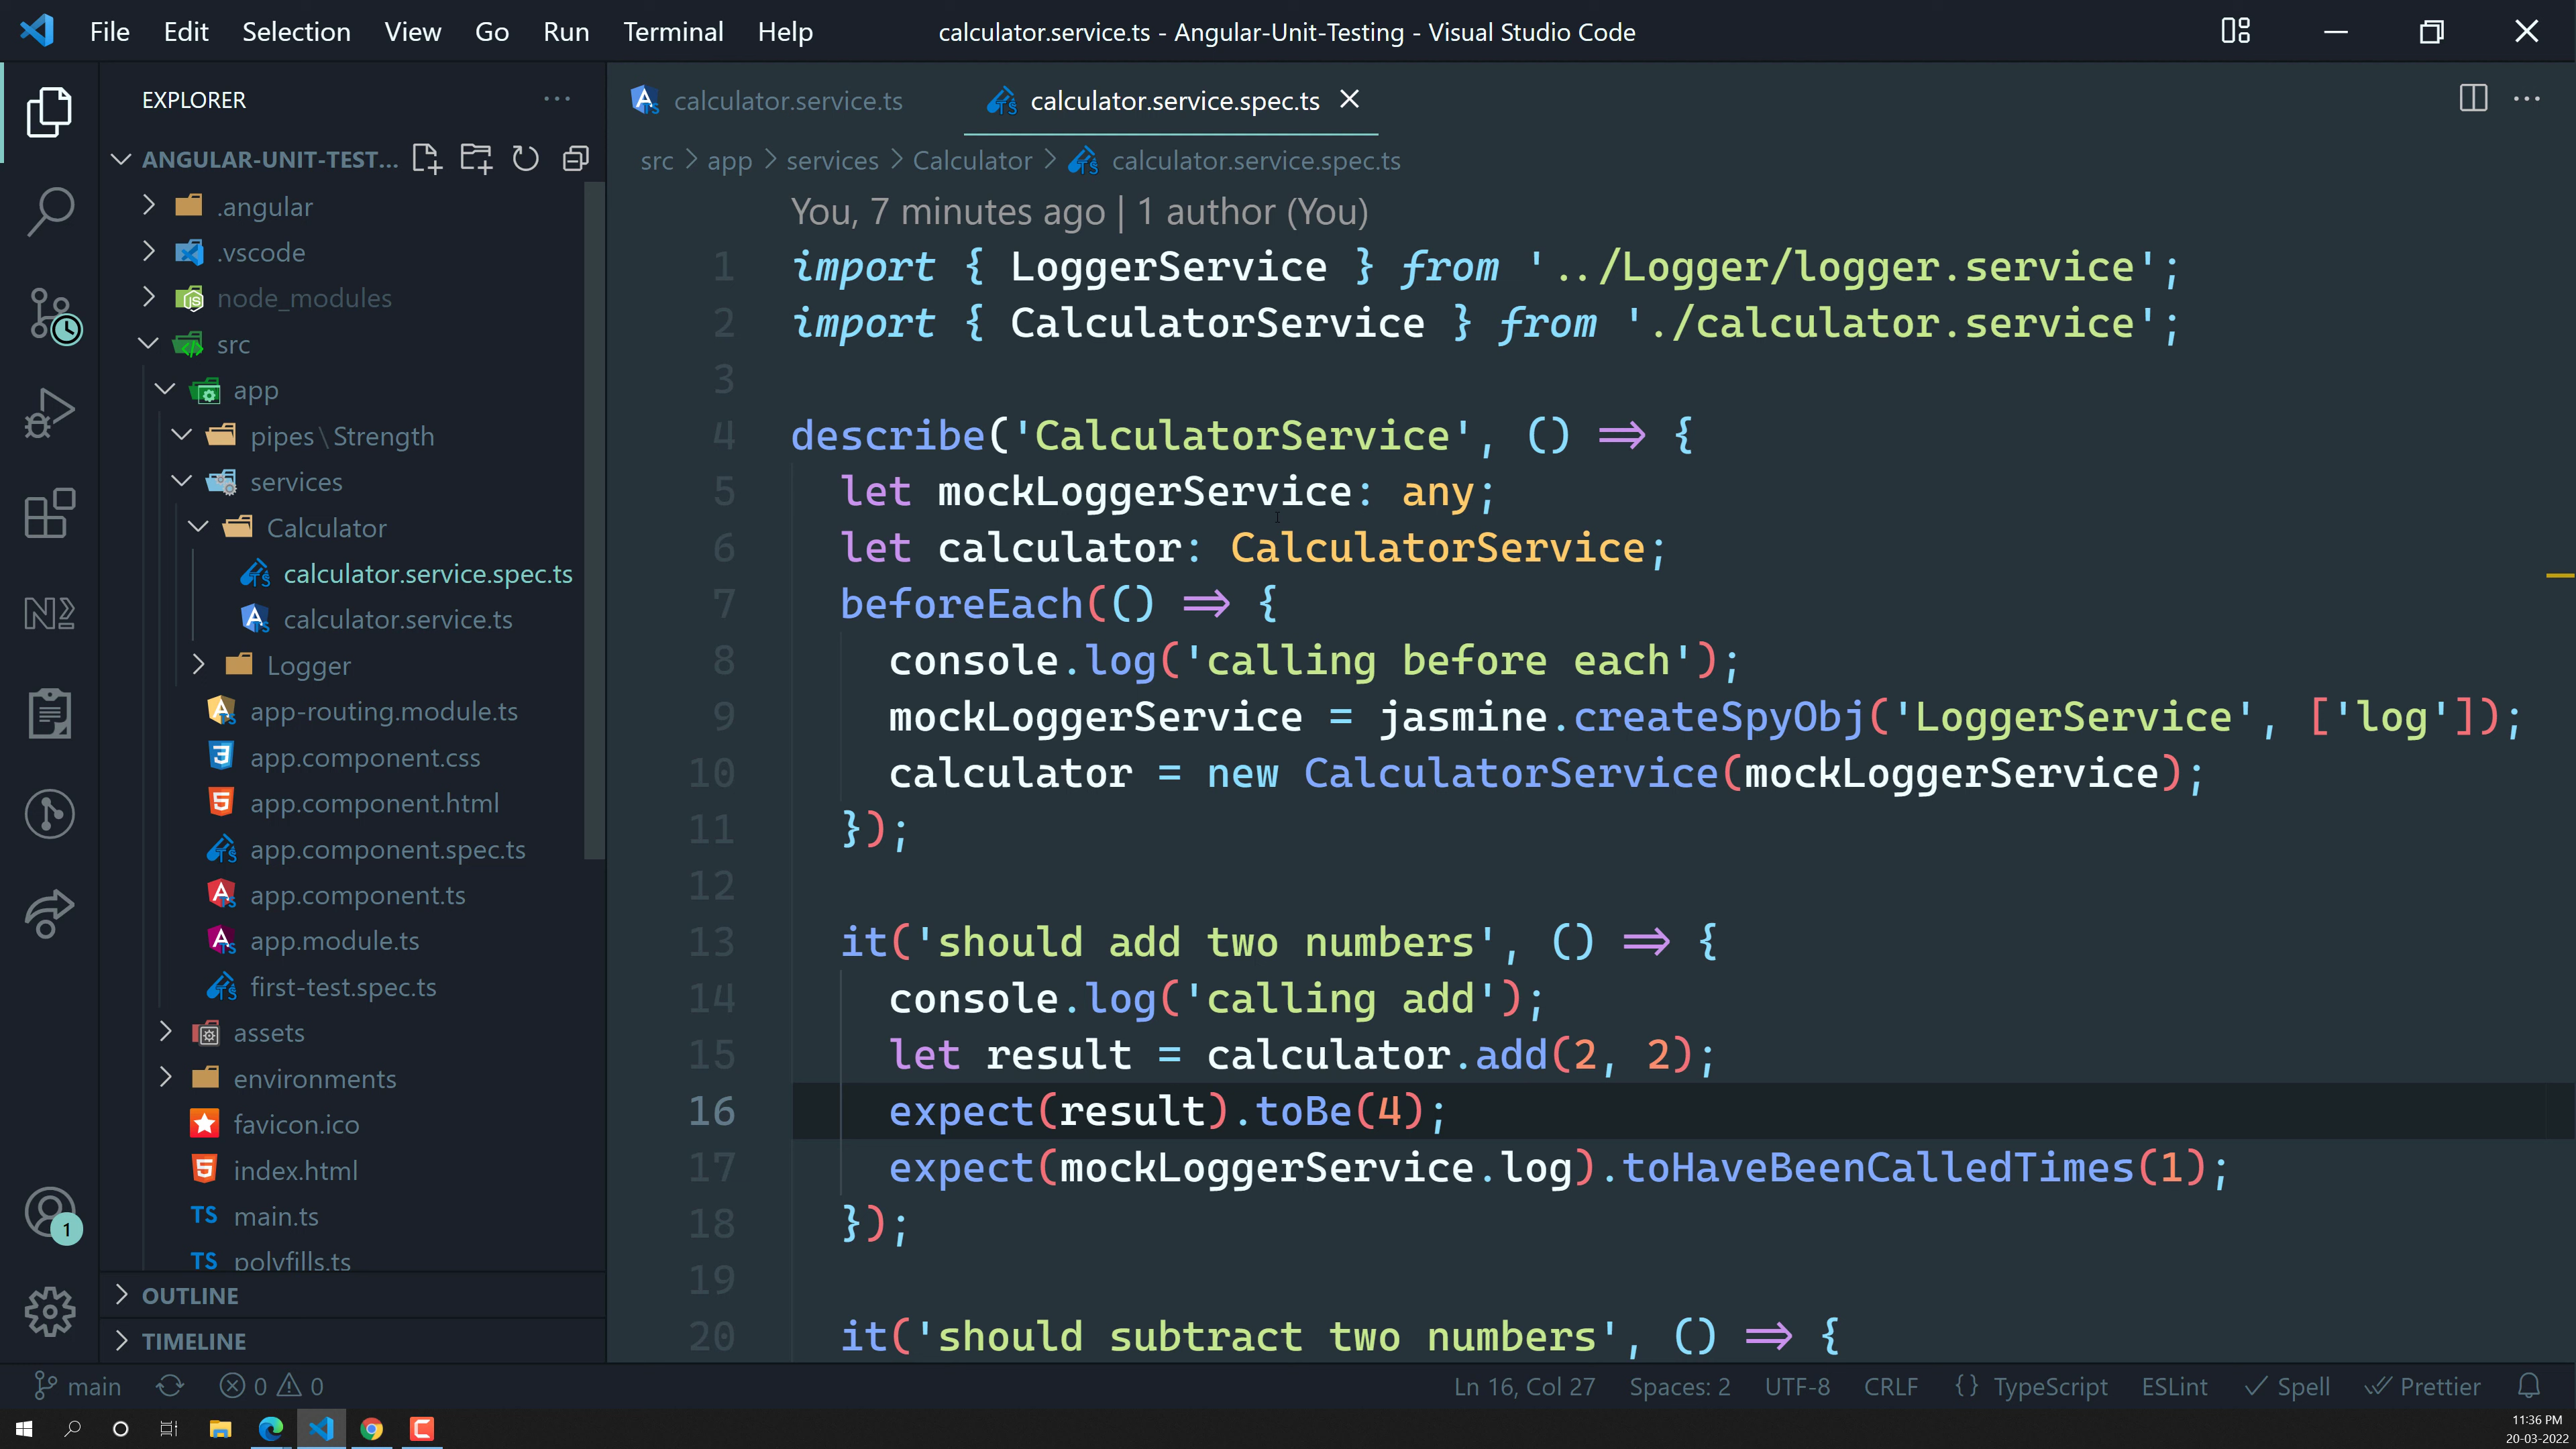 File Edit Selection View Go Run Terminal Help
calculator.service.ts - Angular-Unit-Testing - Visual Studio Code
EXPLORER
ANGULAR-UNIT-TEST...
.angular
.vscode
node_modules
src
app
pipes\Strength
services
Calculator
calculator.service.spec.ts
calculator.service.ts
Logger
app-routing.module.ts
app.component.css
app.component.html
app.component.spec.ts
app.component.ts
app.module.ts
first-test.spec.ts
assets
environments
favicon.ico
index.html
TS main.ts
TS polyfills.ts
OUTLINE
TIMELINE
1
calculator.service.ts
calculator.service.spec.ts
src > app > services > Calculator > calculator.service.spec.ts
You, 7 minutes ago | 1 author (You)
1 import { LoggerService } from '../Logger/logger.service';
2 import { CalculatorService } from './calculator.service';
3
4 describe('CalculatorService', () => {
5 let mockLoggerService: any;
6 let calculator: CalculatorService;
7 beforeEach(() => {
8 console.log('calling before each');
9 mockLoggerService = jasmine.createSpyObj('LoggerService', ['log']);
10 calculator = new CalculatorService(mockLoggerService);
11 });
12
13 it('should add two numbers', () => {
14 console.log('calling add');
15 let result = calculator.add(2, 2);
16 expect(result).toBe(4);
17 expect(mockLoggerService.log).toHaveBeenCalledTimes(1);
18 });
19
20 it('should subtract two numbers', () => {
main 0 0 Ln 16, Col 27 Spaces: 2 UTF-8 CRLF {} TypeScript ESLint Spell Prettier
11:36 PM
20-03-2022